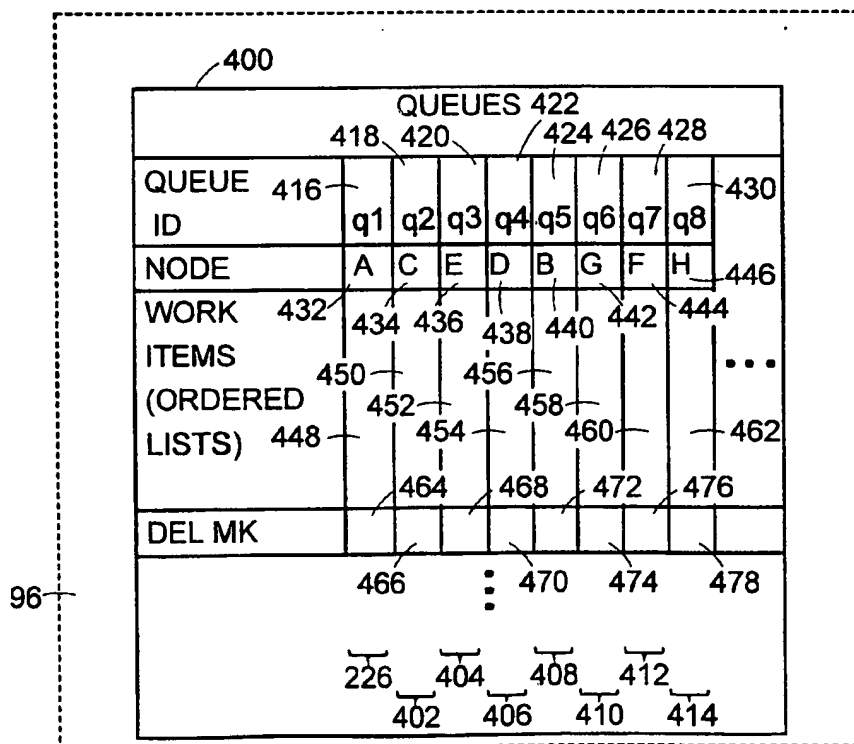 400
QUEUES 422
418 420 424 426 428
QUEUE ID 416 430
q1 q2 q3 q4 q5 q6 q7 q8
NODE A C E D B G F H 446
432 434 436 438 440 442 444
WORK ITEMS (ORDERED LISTS)
450 456 ...
452 458
448 454 460 462
464 468 472 476
DEL MK
466 470 474 478
96
226 404 408 412
402 406 410 414